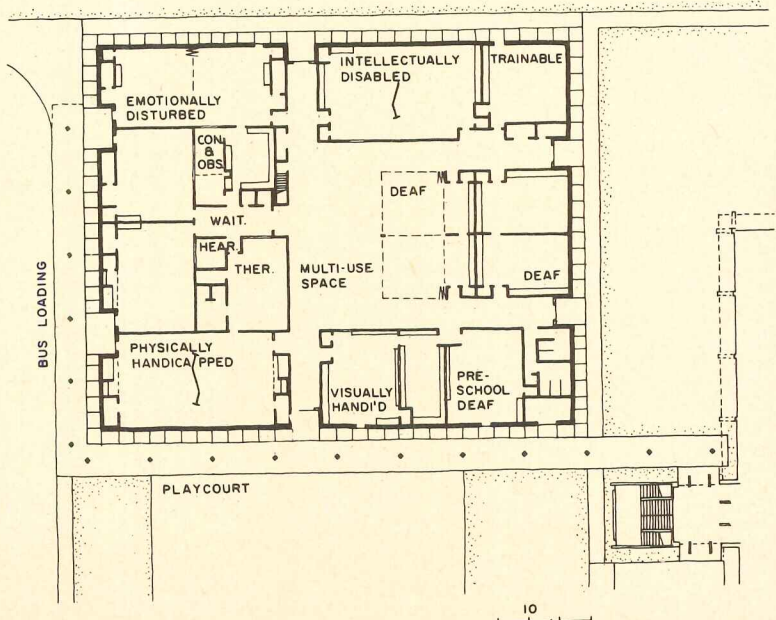 INTELLECTUALLY
DISABLED
TRAINABLE
EMOTIONALLY
DISTURBED
CON.
&
OBS.
DEAF
WAIT.
HEAR.
THER.
MULTI-USE
SPACE
DEAF
BUS LOADING
PHYSICALLY
HANDICAPPED
VISUALLY
HANDI'D
PRE-
SCHOOL
DEAF
PLAYCOURT
10